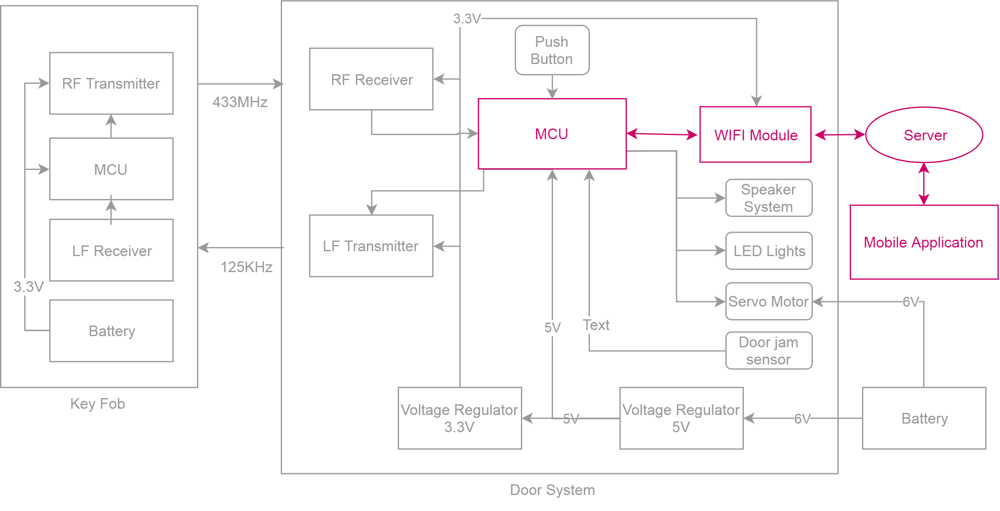 3.3V
Push
Button
RF Transmitter
RF Receiver
433MHz
MCU
WIFI Module
Server
MCU
Speaker
System
LF Receiver
LF Transmitter
LED Lights
Mobile Application
125KHz
3.3V
Servo Motor
6V
5V
Text
Battery
Door jam
sensor
Key Fob
Voltage Regulator
3.3V
5V
Voltage Regulator
5V
6V
Battery
Door System